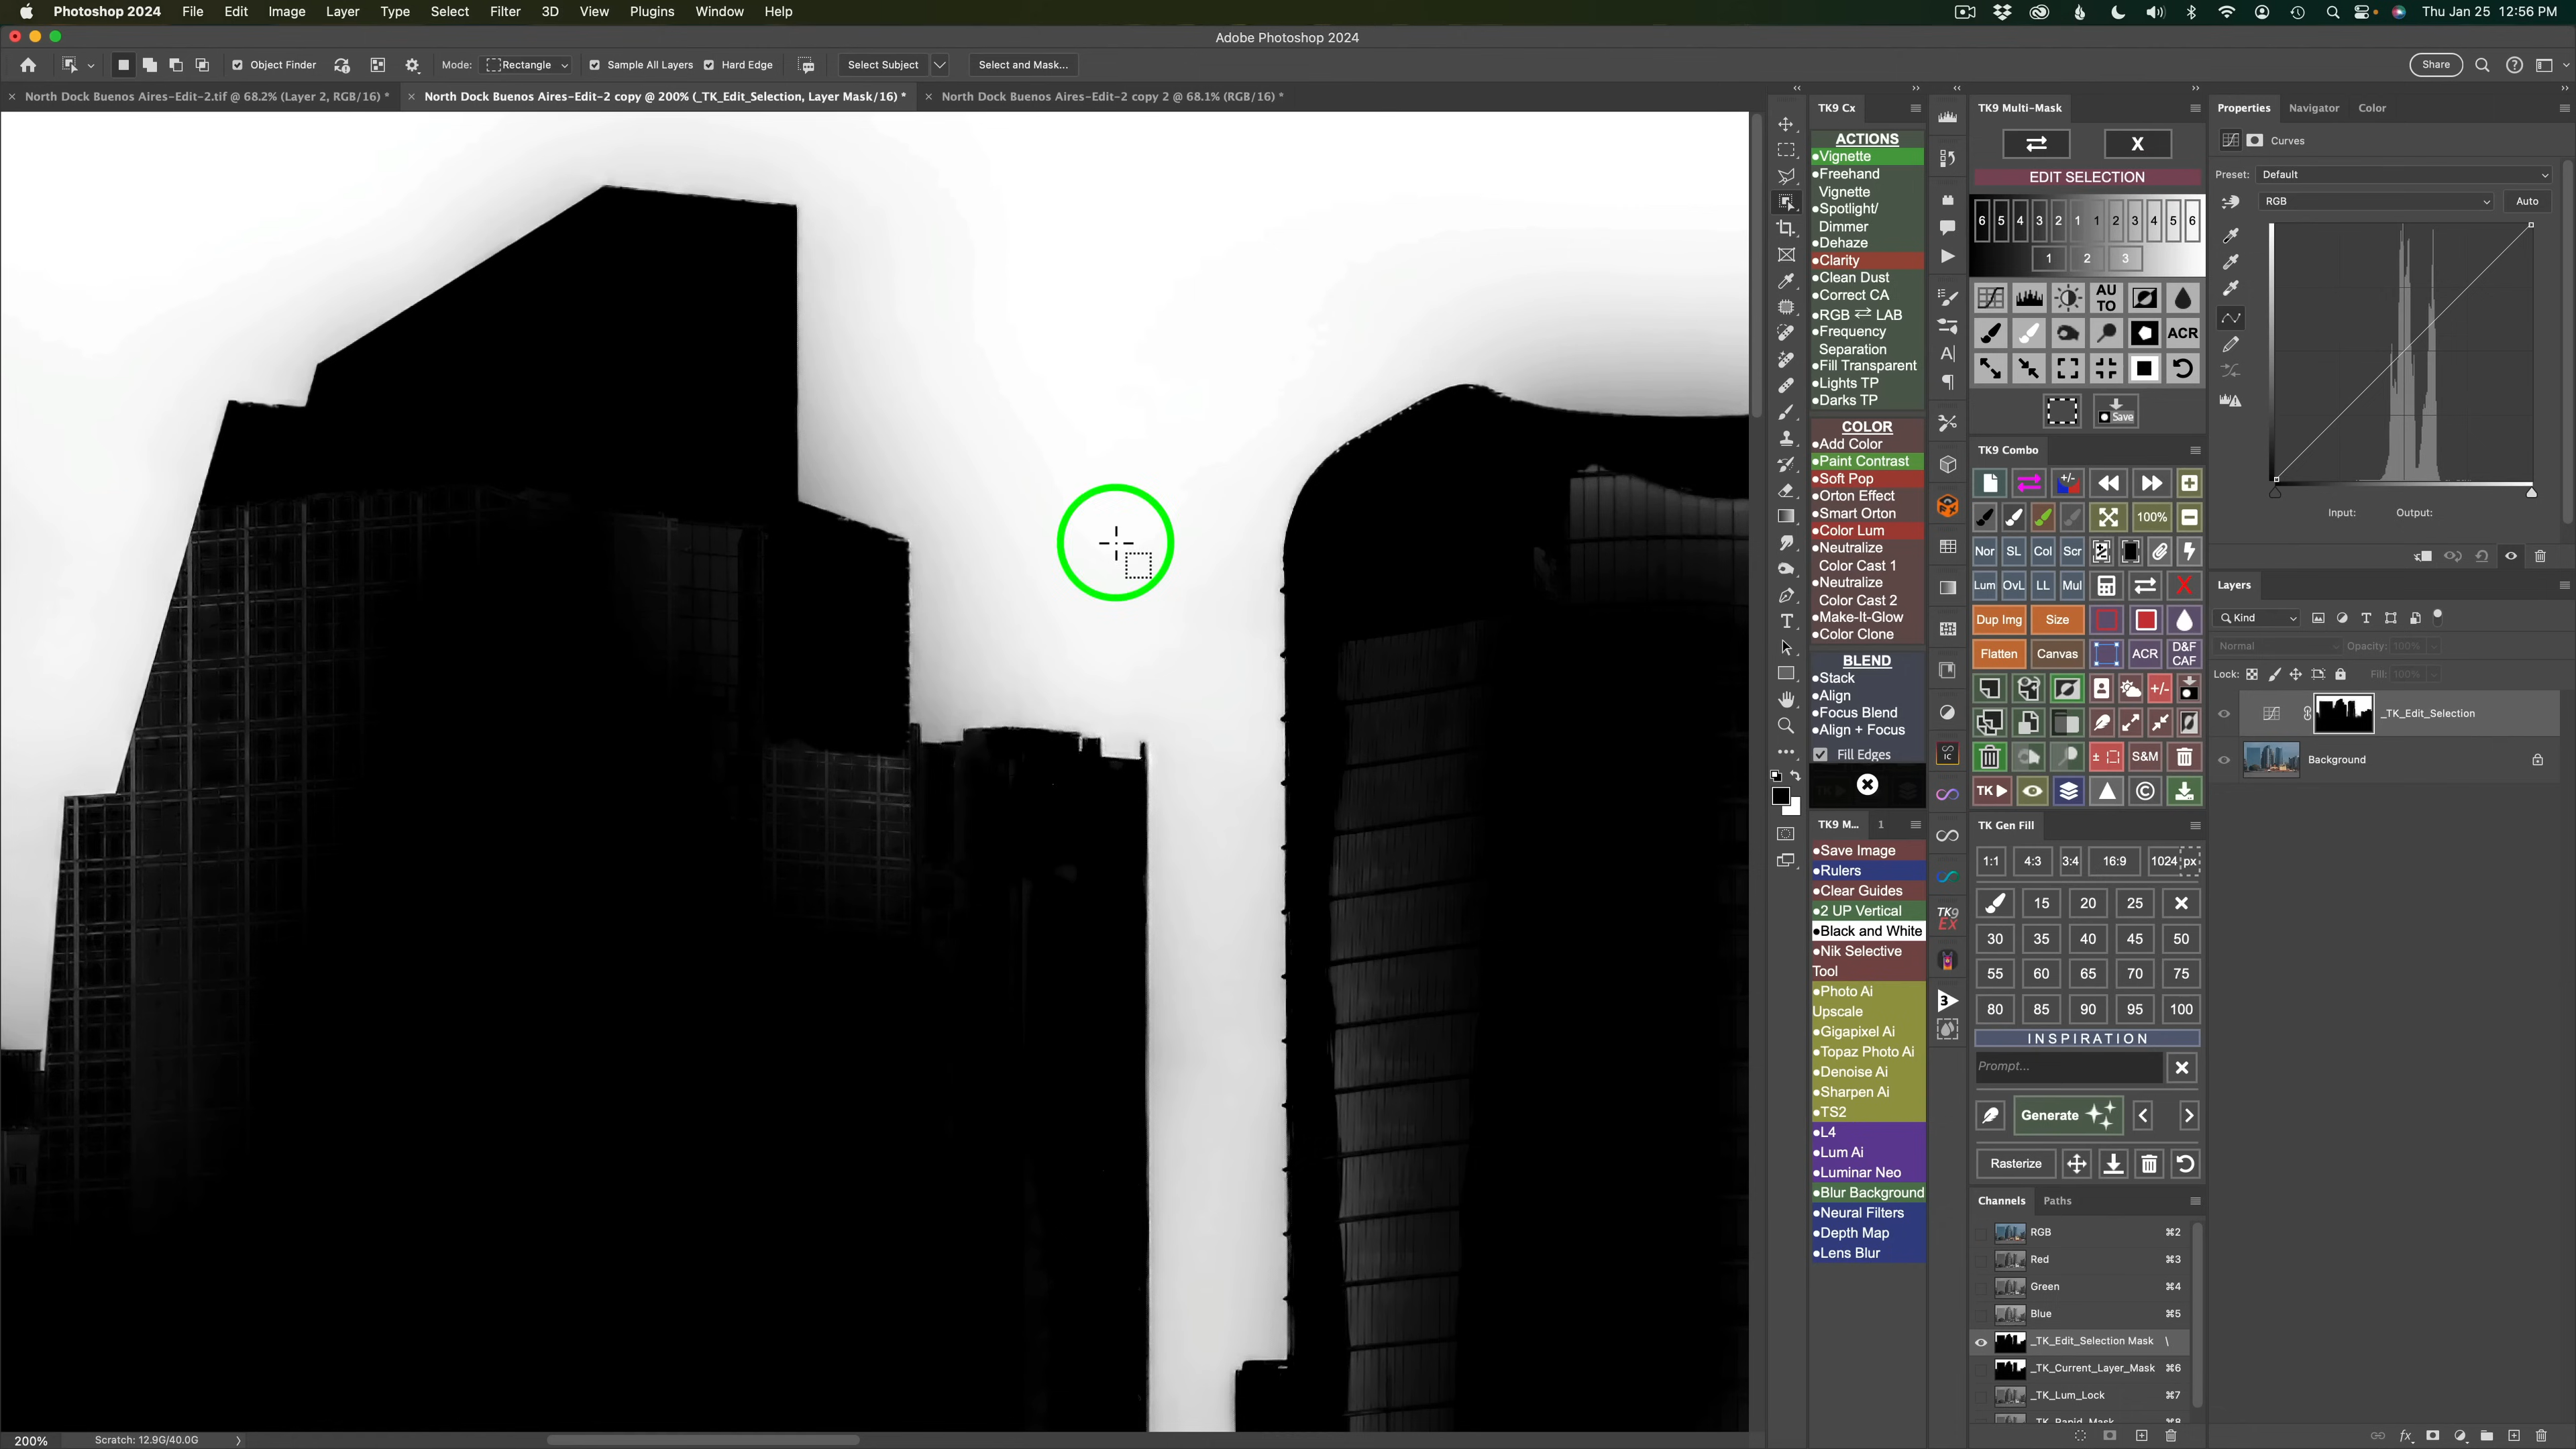 Photoshop 2024 File Edit Image Layer Type Select Filter 3D View Plugins Window Help
Thu Jan 25 12:56 PM
Adobe Photoshop 2024
Object Finder
Mode: Rectangle
Sample All Layers
Hard Edge
Select Subject
Select and Mask...
Share
North Dock Buenos Aires-Edit-2.tif @ 68.2% (Layer 2, RGB/16) *
North Dock Buenos Aires-Edit-2 copy @ 200% (_TK_Edit_Selection, Layer Mask/16) *
North Dock Buenos Aires-Edit-2 copy 2 @ 68.1% (RGB/16) *
TK9 Cx
ACTIONS
●Vignette
●Freehand
Vignette
●Spotlight/
Dimmer
●Dehaze
●Clarity
●Clean Dust
●Correct CA
●RGB ⇄ LAB
●Frequency
Separation
●Fill Transparent
●Lights TP
●Darks TP
COLOR
●Add Color
●Paint Contrast
●Soft Pop
●Orton Effect
●Smart Orton
●Color Lum
●Neutralize
Color Cast 1
●Neutralize
Color Cast 2
●Make-It-Glow
●Color Clone
BLEND
●Stack
●Align
●Focus Blend
●Align + Focus
Fill Edges
TK9 M... 1
●Save Image
●Rulers
●Clear Guides
●2 UP Vertical
●Black and White
●Nik Selective
Tool
●Photo Ai
Upscale
●Gigapixel Ai
●Topaz Photo Ai
●Denoise Ai
●Sharpen Ai
●TS2
●L4
●Lum Ai
●Luminar Neo
●Blur Background
●Neural Filters
●Depth Map
●Lens Blur
IC
TK9
Ex
3
TK9 Multi-Mask
X
EDIT SELECTION
6 5 4 3 2 1 1 2 3 4 5 6
1 2 3
AU
TO
ACR
Save
TK9 Combo
+/-
100%
Nor SL Col Scr
Lum OvL LL Mul
Dup Img Size
Flatten Canvas ACR D&F
CAF
+/-
S&M
TK
TK Gen Fill
1:1 4:3 3:4 16:9 1024 px
15 20 25
30 35 40 45 50
55 60 65 70 75
80 85 90 95 100
INSPIRATION
Prompt...
Generate
Rasterize
Channels Paths
RGB ⌘2
Red ⌘3
Green ⌘4
Blue ⌘5
_TK_Edit_Selection Mask \
_TK_Current_Layer_Mask ⌘6
_TK_Lum_Lock ⌘7
_TK_Rapid_Mask ⌘8
Properties Navigator Color
Curves
Preset: Default
RGB Auto
Input: Output:
Layers
Kind
Normal Opacity: 100%
Lock: Fill: 100%
_TK_Edit_Selection
Background
fx
200% Scratch: 12.9G/40.0G